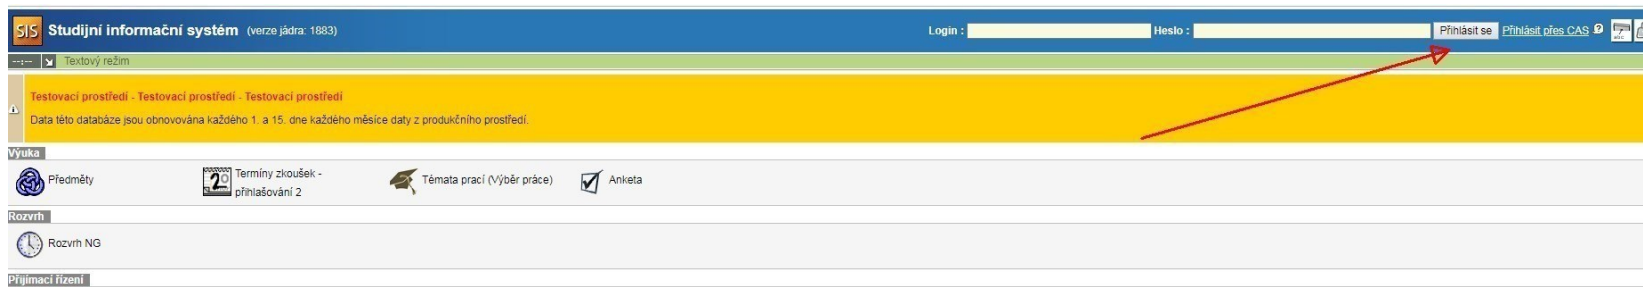 SIS Studijní informační systém (verze jádra: 1883) Login : Heslo : Přihlásit se Přihlásit přes CAS ?
--:-- Textový režim
Testovací prostředí - Testovací prostředí - Testovací prostředí
Data této databáze jsou obnovována každého 1. a 15. dne každého měsíce daty z produkčního prostředí.
Výuka
Předměty
Termíny zkoušek -
přihlašování 2
Témata prací (Výběr práce)
Anketa
Rozvrh
Rozvrh NG
Přijímací řízení